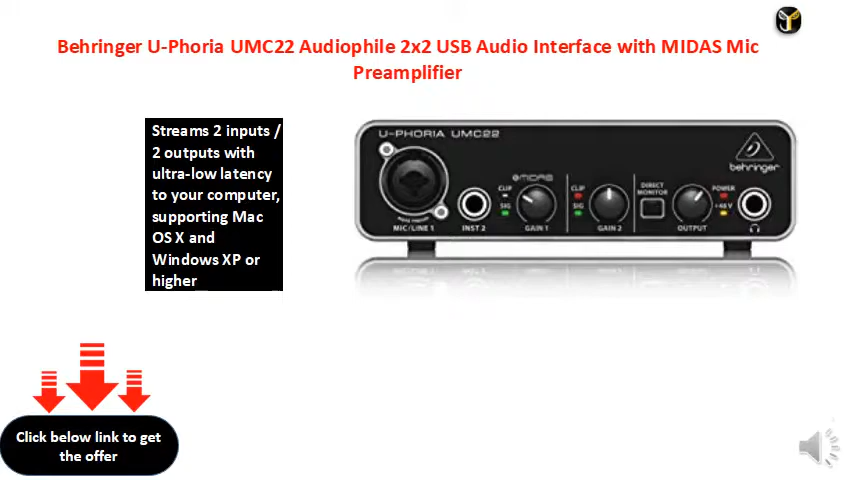 Behringer U-Phoria UMC22 Audiophile 2x2 USB Audio Interface with MIDAS Mic
Preamplifier
Streams 2 inputs /
2 outputs with
ultra-low latency
to your computer,
supporting Mac
OS X and
Windows XP or
higher
U-PHORIA UMC22
behringer
MIDAS
CLIP
SIG
CLIP
SIG
DIRECT
MONITOR
POWER
+48 V
MIC/LINE 1
INST 2
GAIN 1
GAIN 2
OUTPUT
Click below link to get
the offer